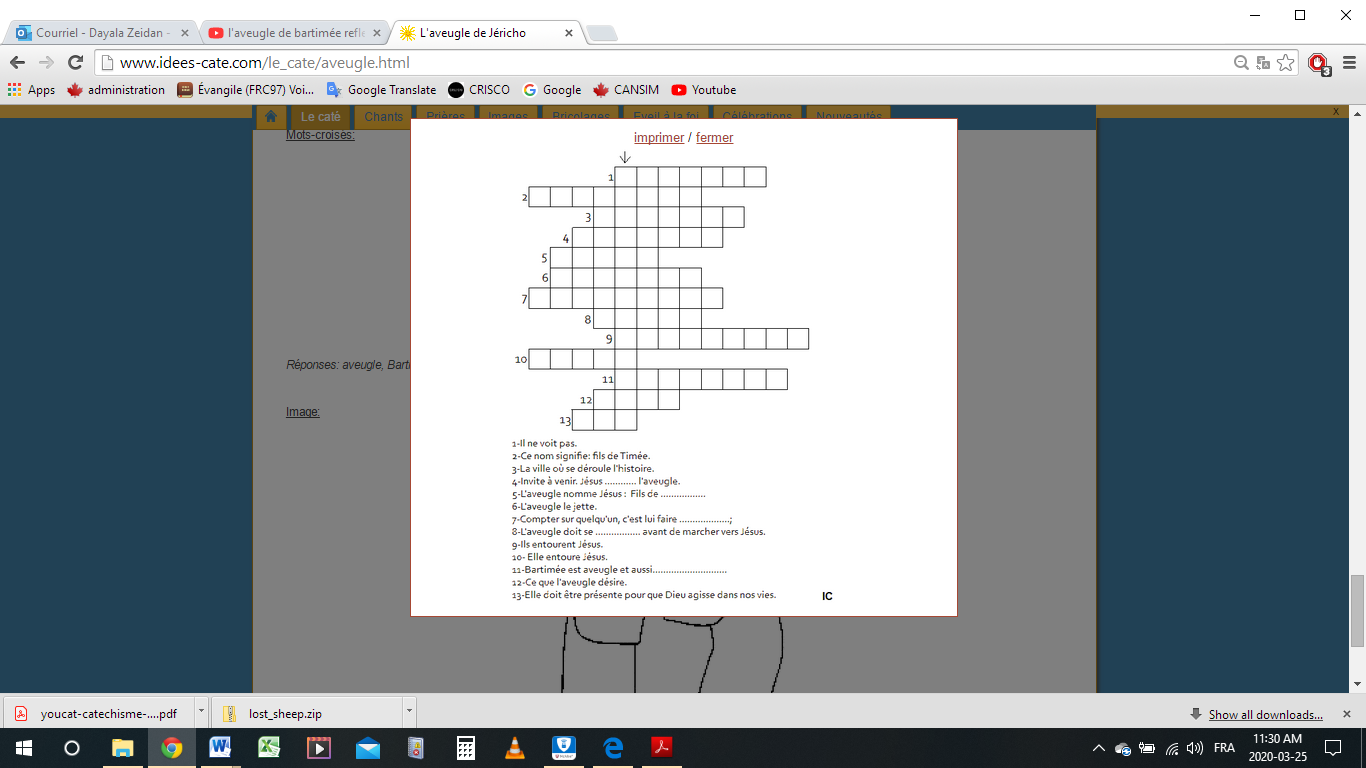 Courriel - Dayala Zeidan -
l'aveugle de bartimée refle
L'aveugle de Jéricho
www.idees-cate.com/le_cate/aveugle.html
3
Apps
administration
Évangile (FRC97) Voi...
Google Translate
CRISCO
Google
CANSIM
Youtube
Le caté
Chants
Prières
Images
Bricolages
Eveil à la foi
Célébrations
Nouveautés
x
Mots-croisés:
imprimer / fermer
1
2
3
4
5
6
7
8
9
10
11
12
13
Réponses: aveugle, Barti
Image:
1-Il ne voit pas.
2-Ce nom signifie: fils de Timée.
3-La ville où se déroule l'histoire.
4-Invite à venir. Jésus ............ l'aveugle.
5-L'aveugle nomme Jésus : Fils de .................
6-L'aveugle le jette.
7-Compter sur quelqu'un, c'est lui faire ..................;
8-L'aveugle doit se ................. avant de marcher vers Jésus.
9-Ils entourent Jésus.
10- Elle entoure Jésus.
11-Bartimée est aveugle et aussi...........................
12-Ce que l'aveugle désire.
13-Elle doit être présente pour que Dieu agisse dans nos vies.
IC
youcat-catechisme-....pdf
lost_sheep.zip
Show all downloads...
FRA
11:30 AM
2020-03-25